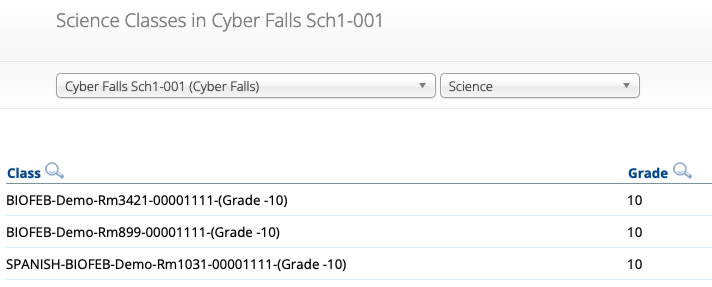 Science Classes in Cyber Falls Sch1-001
Cyber Falls Sch1-001 (Cyber Falls) Science
Class Grade
BIOFEB-Demo-Rm3421-00001111-(Grade -10) 10
BIOFEB-Demo-Rm899-00001111-(Grade -10) 10
SPANISH-BIOFEB-Demo-Rm1031-00001111-(Grade -10) 10